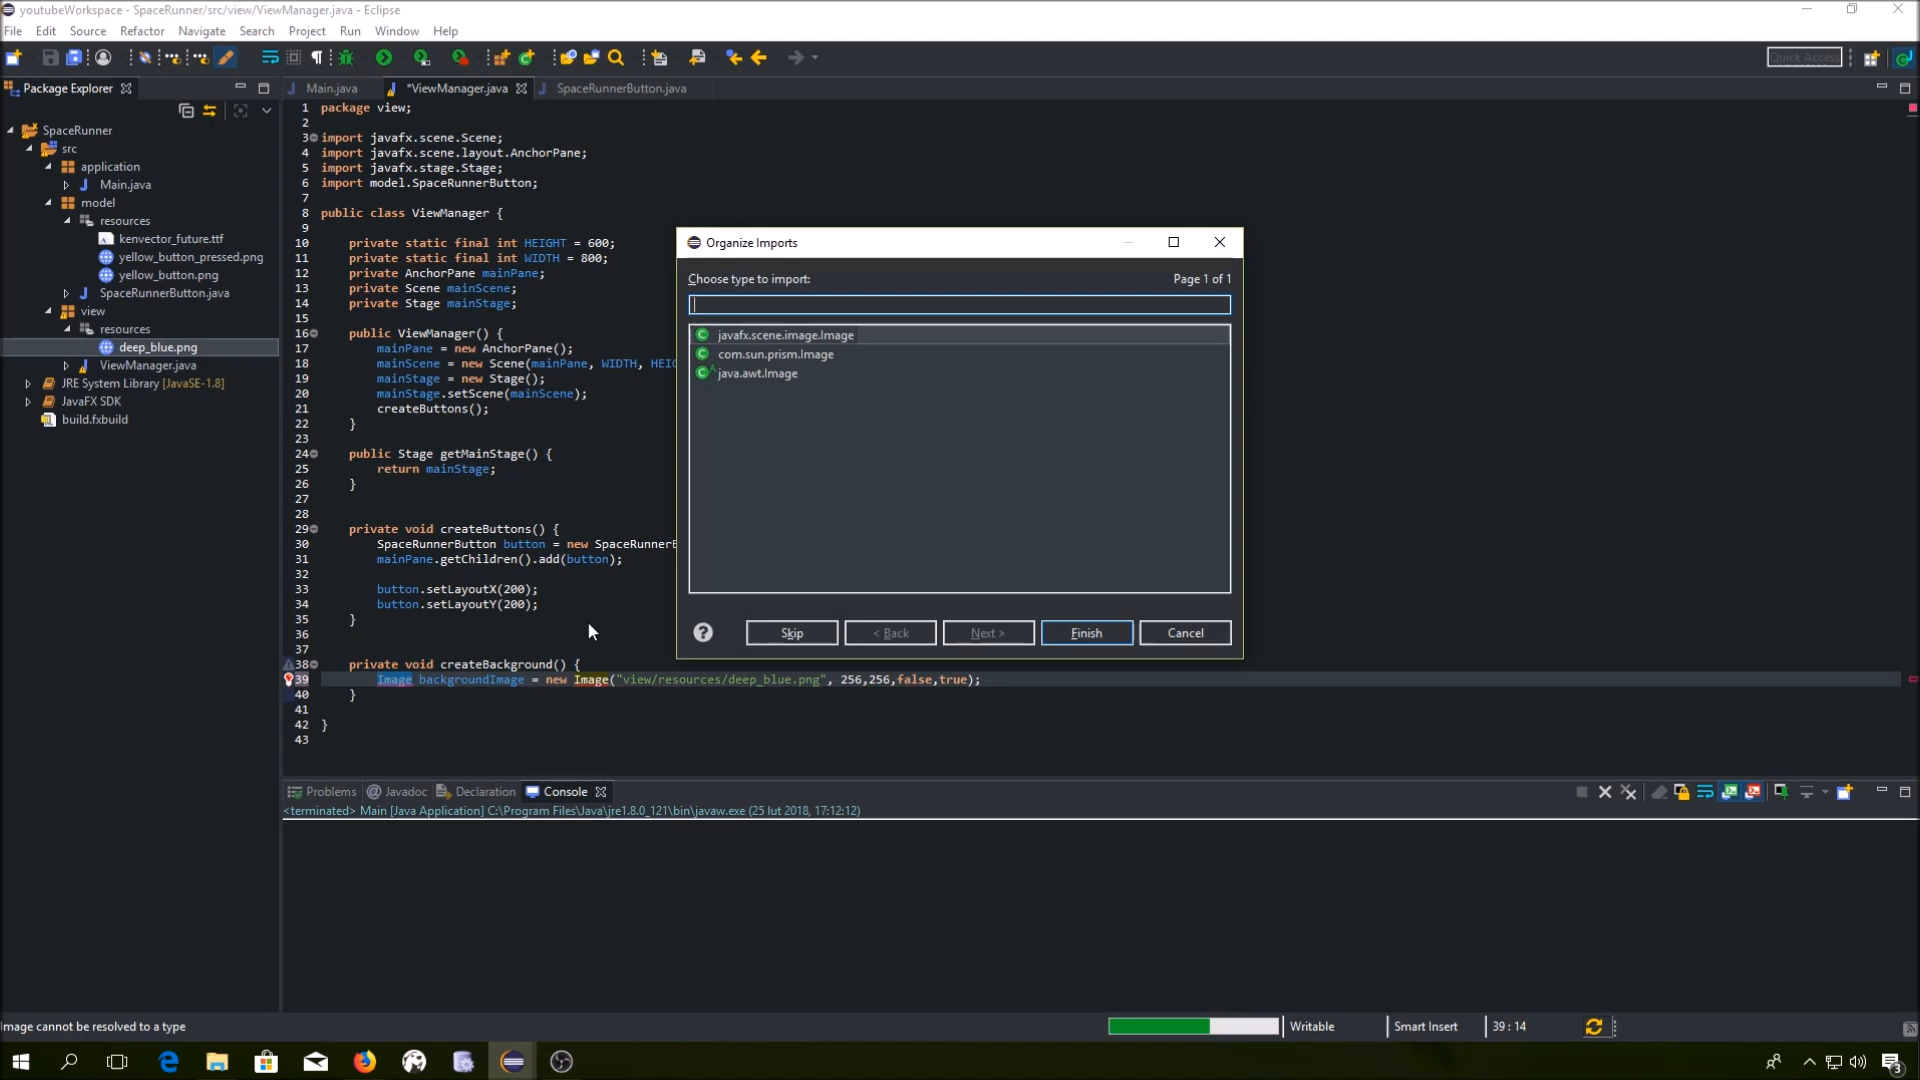 youtubeWorkspace - SpaceRunner/src/view/ViewManager.java - Eclipse
File Edit Source Refactor Navigate Search Project Run Window Help
Quick Access
Package Explorer
Main.java
*ViewManager.java
SpaceRunnerButton.java
SpaceRunner
src
application
Main.java
model
resources
kenvector_future.ttf
yellow_button_pressed.png
yellow_button.png
SpaceRunnerButton.java
view
resources
deep_blue.png
ViewManager.java
JRE System Library [JavaSE-1.8]
JavaFX SDK
build.fxbuild
1 package view;
2
3 import javafx.scene.Scene;
4 import javafx.scene.layout.AnchorPane;
5 import javafx.stage.Stage;
6 import model.SpaceRunnerButton;
7
8 public class ViewManager {
9
10 private static final int HEIGHT = 600;
11 private static final int WIDTH = 800;
12 private AnchorPane mainPane;
13 private Scene mainScene;
14 private Stage mainStage;
15
16 public ViewManager() {
17 mainPane = new AnchorPane();
18 mainScene = new Scene(mainPane, WIDTH, HEIG
19 mainStage = new Stage();
20 mainStage.setScene(mainScene);
21 createButtons();
22 }
23
24 public Stage getMainStage() {
25 return mainStage;
26 }
27
28
29 private void createButtons() {
30 SpaceRunnerButton button = new SpaceRunnerB
31 mainPane.getChildren().add(button);
32
33 button.setLayoutX(200);
34 button.setLayoutY(200);
35 }
36
37
38 private void createBackground() {
39 Image backgroundImage = new Image("view/resources/deep_blue.png", 256,256,false,true);
40 }
41
42 }
43
Organize Imports
Choose type to import: Page 1 of 1
javafx.scene.image.Image
com.sun.prism.Image
java.awt.Image
Skip < Back Next > Finish Cancel
Problems @ Javadoc Declaration Console
<terminated> Main [Java Application] C:\Program Files\Java\jre1.8.0_121\bin\javaw.exe (25 lut 2018, 17:12:12)
Image cannot be resolved to a type
Writable Smart Insert 39 : 14
3